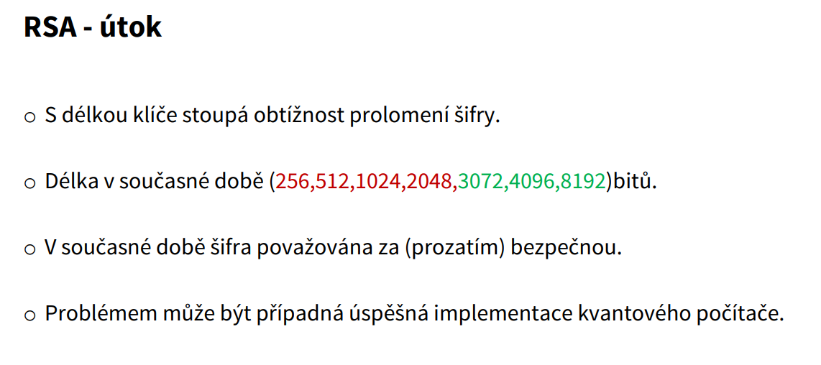 RSA - útok
○ S délkou klíče stoupá obtížnost prolomení šifry.
○ Délka v současné době (256,512,1024,2048,3072,4096,8192)bitů.
○ V současné době šifra považována za (prozatím) bezpečnou.
○ Problémem může být případná úspěšná implementace kvantového počítače.